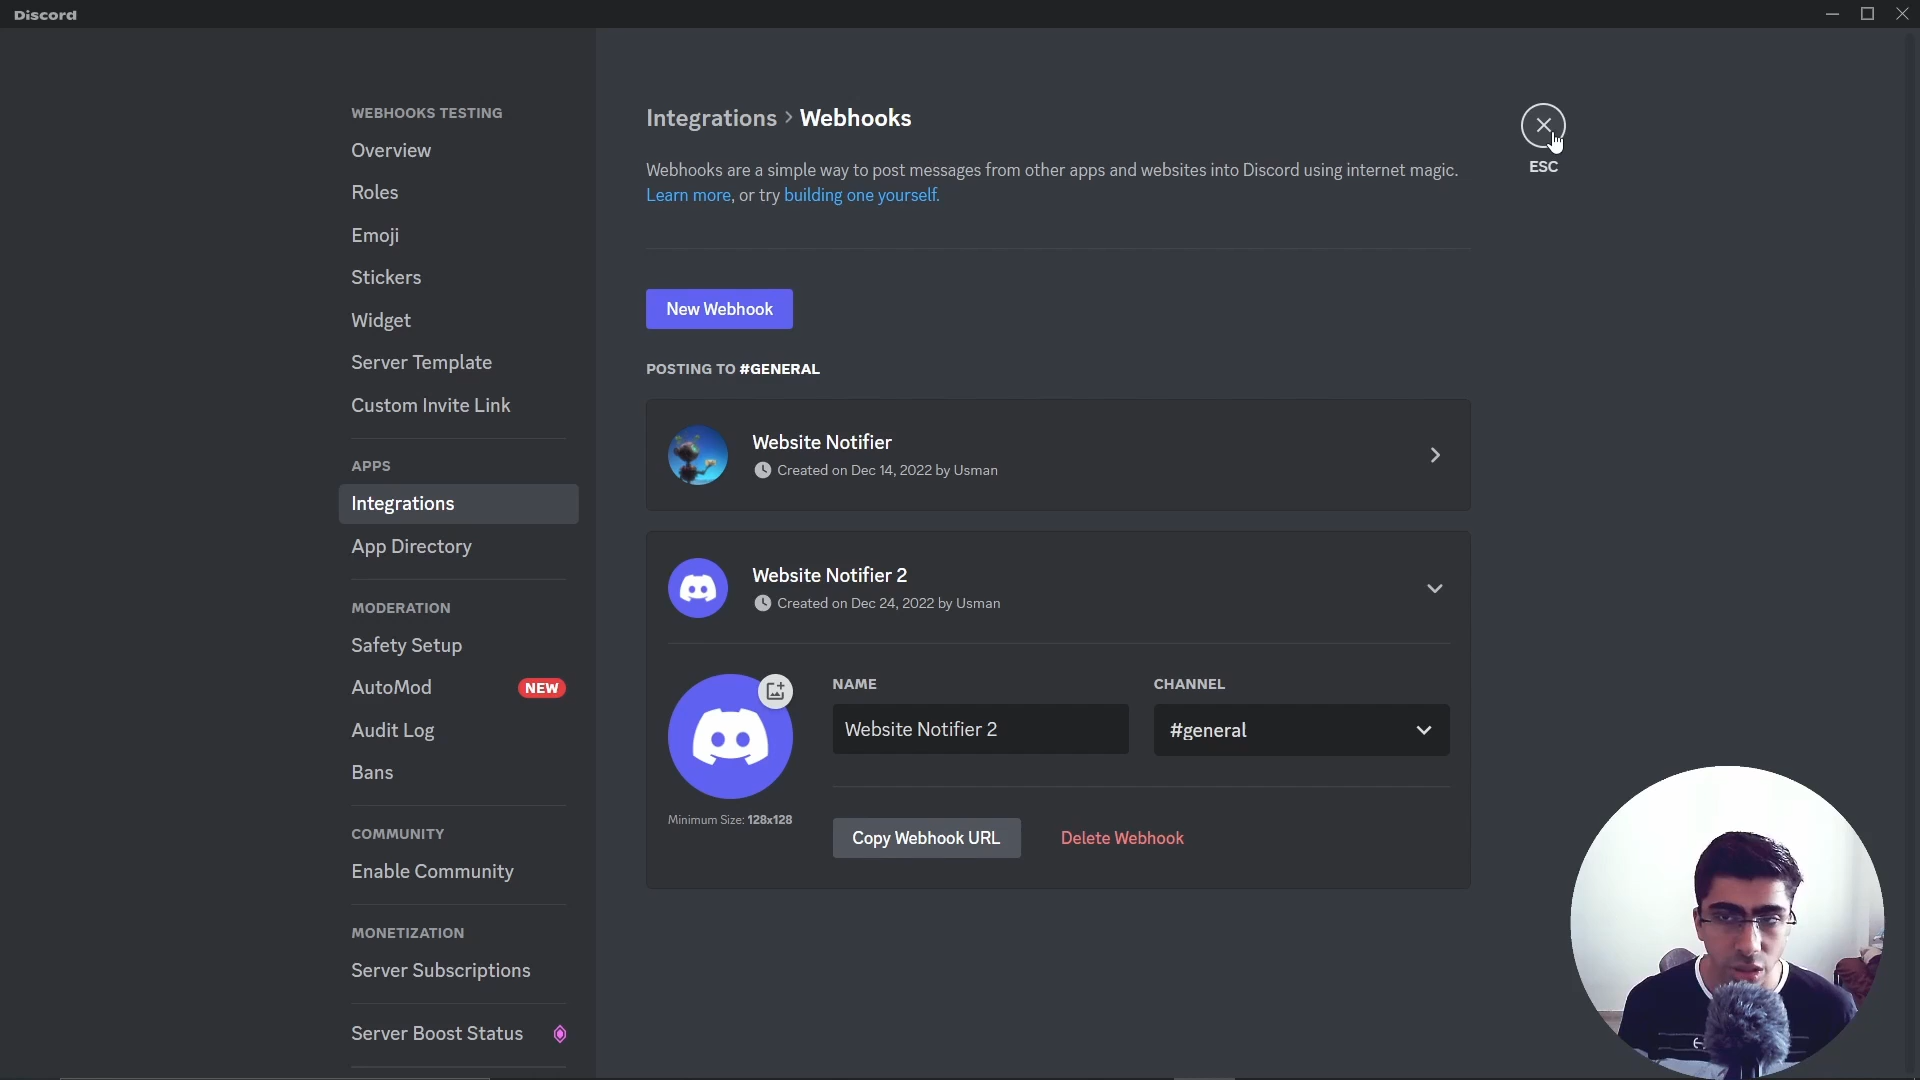 Discord
WEBHOOKS TESTING
Overview
Roles
Emoji
Stickers
Widget
Server Template
Custom Invite Link
APPS
Integrations
App Directory
MODERATION
Safety Setup
AutoMod NEW
Audit Log
Bans
COMMUNITY
Enable Community
MONETIZATION
Server Subscriptions
Server Boost Status
Integrations > Webhooks
ESC
Webhooks are a simple way to post messages from other apps and websites into Discord using internet magic.
Learn more, or try building one yourself.
New Webhook
POSTING TO #GENERAL
Website Notifier
Created on Dec 14, 2022 by Usman
Website Notifier 2
Created on Dec 24, 2022 by Usman
NAME
CHANNEL
Website Notifier 2
#general
Minimum Size: 128x128
Copy Webhook URL
Delete Webhook